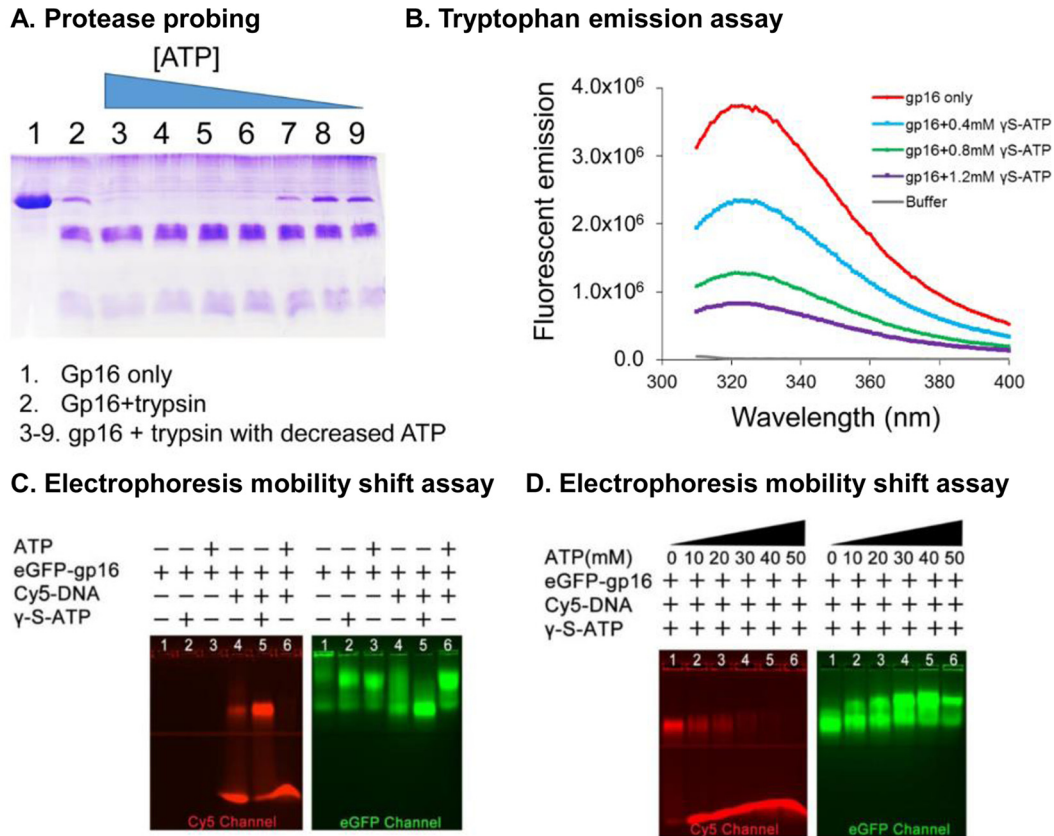 A. Protease probing
[ATP]
1 2 3 4 5 6 7 8 9
1. Gp16 only
2. Gp16+trypsin
3-9. gp16 + trypsin with decreased ATP
B. Tryptophan emission assay
Fluorescent emission
4.0x10⁶
3.0x10⁶
2.0x10⁶
1.0x10⁶
0.0
300 320 340 360 380 400
Wavelength (nm)
gp16 only
gp16+0.4mM γS-ATP
gp16+0.8mM γS-ATP
gp16+1.2mM γS-ATP
Buffer
C. Electrophoresis mobility shift assay
ATP − − + − − + − − + − − +
eGFP-gp16 + + + + + + + + + + + +
Cy5-DNA − − − + + + − − − + + +
γ-S-ATP − + − − + − − + − − + −
1 2 3 4 5 6 1 2 3 4 5 6
Cy5 Channel eGFP Channel
D. Electrophoresis mobility shift assay
ATP(mM) 0 10 20 30 40 50 0 10 20 30 40 50
eGFP-gp16 + + + + + + + + + + + +
Cy5-DNA + + + + + + + + + + + +
γ-S-ATP + + + + + + + + + + + +
1 2 3 4 5 6 1 2 3 4 5 6
Cy5 Channel eGFP Channel